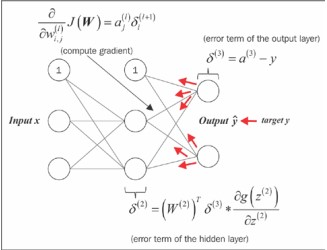 ∂/∂w_{i,j}^{(l)} J(W) = a_j^{(l)} δ_i^{(l+1)}
(compute gradient)
(error term of the output layer)
δ^{(3)} = a^{(3)} − y
1
1
Input x
Output ŷ
target y
δ^{(2)} = (W^{(2)})^T δ^{(3)} * ∂g(z^{(2)})/∂z^{(2)}
(error term of the hidden layer)